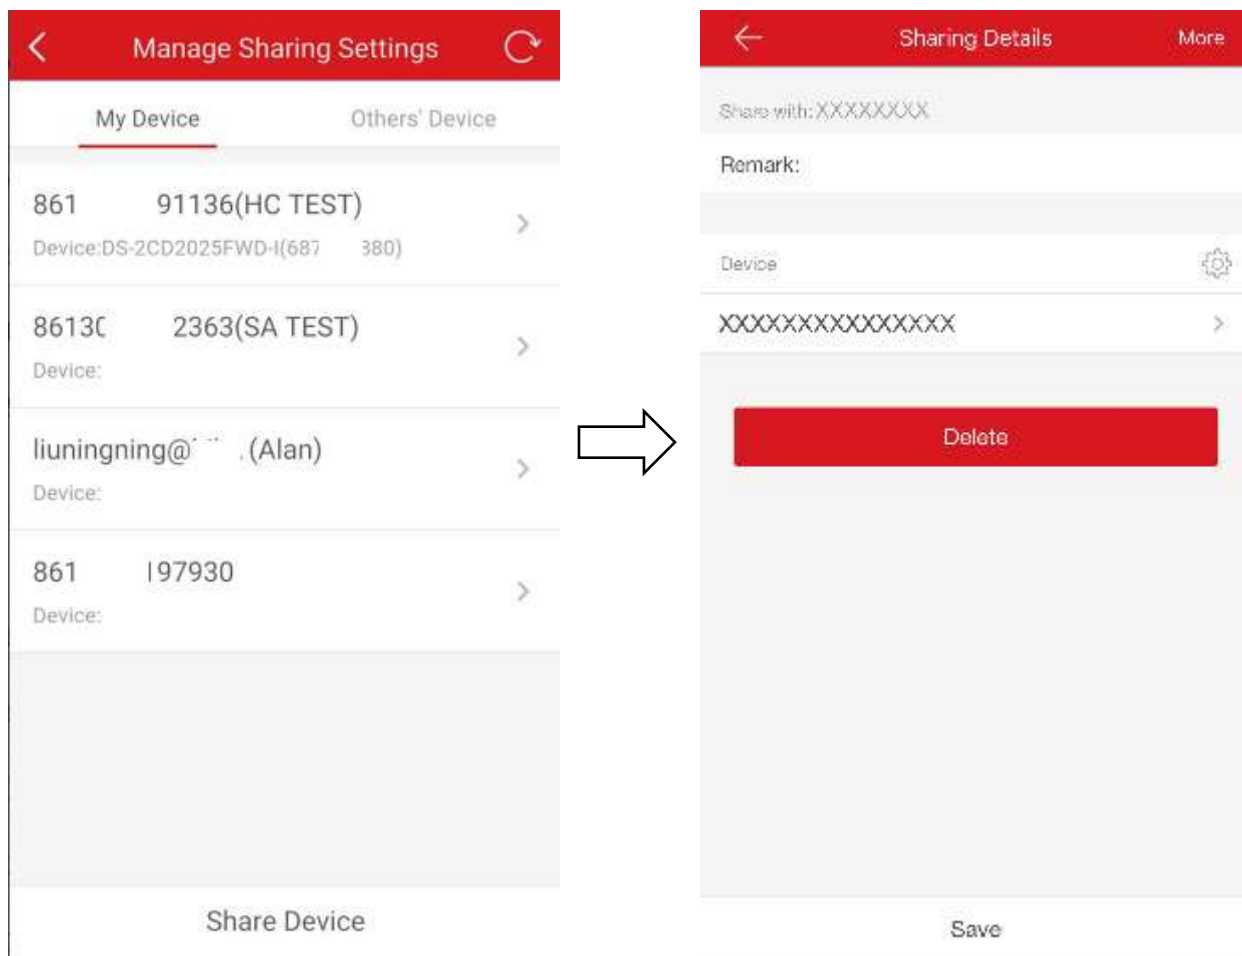 Manage Sharing Settings
My Device Others' Device
861 91136(HC TEST)
Device:DS-2CD2025FWD-I(687 380)
8613 2363(SA TEST)
Device:
liuningning@ (Alan)
Device:
861 197930
Device:
Share Device
Sharing Details More
Share with:XXXXXXXX
Remark:
Device
XXXXXXXXXXXXXXX
Delete
Save